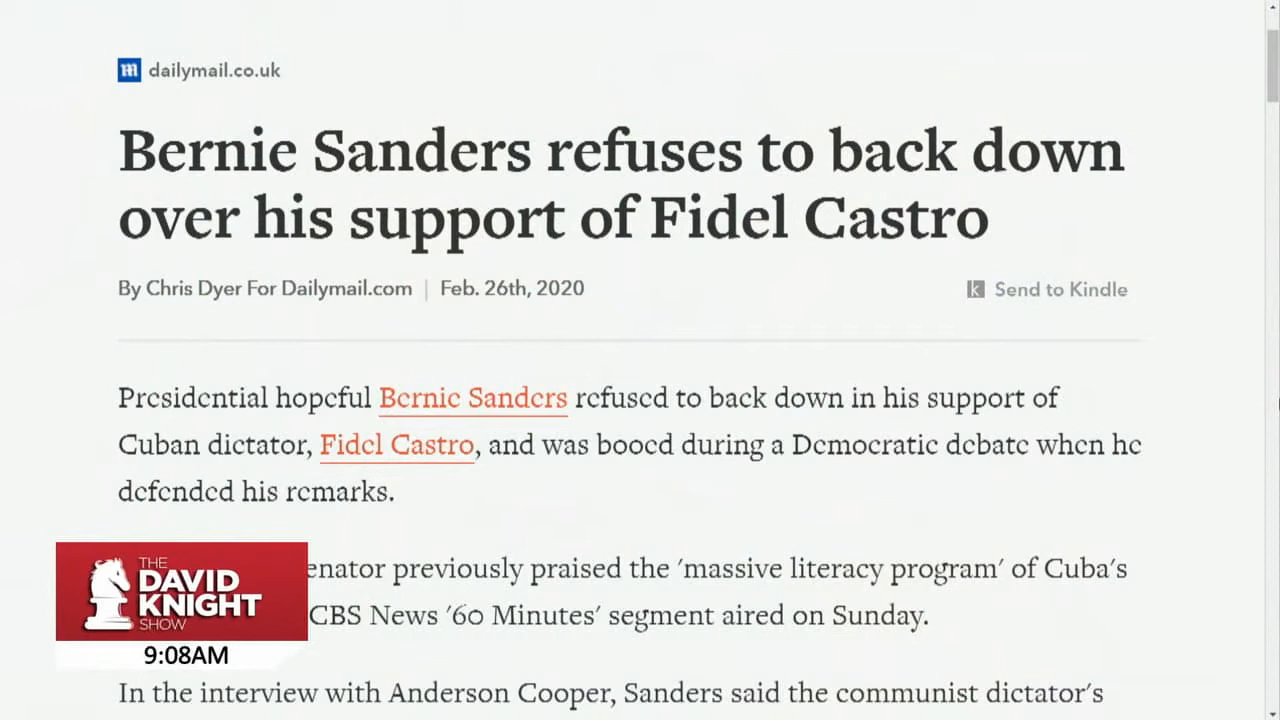 dailymail.co.uk
Bernie Sanders refuses to back down
over his support of Fidel Castro
By Chris Dyer For Dailymail.com | Feb. 26th, 2020
Send to Kindle
Presidential hopeful Bernie Sanders refused to back down in his support of
Cuban dictator, Fidel Castro, and was booed during a Democratic debate when he
defended his remarks.
enator previously praised the 'massive literacy program' of Cuba's
CBS News '60 Minutes' segment aired on Sunday.
In the interview with Anderson Cooper, Sanders said the communist dictator's
THE
DAVID
KNIGHT
SHOW
9:08AM